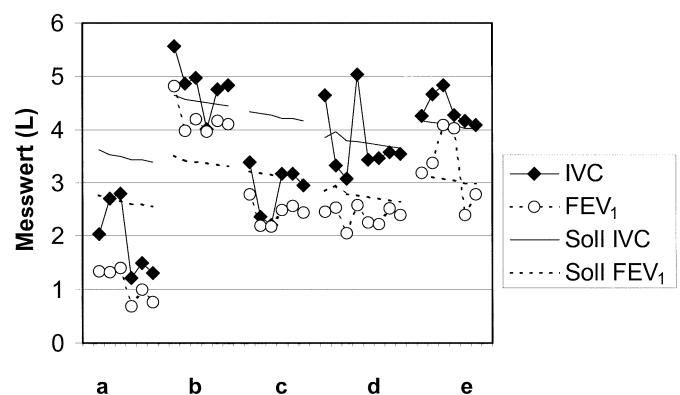 6
5
4
3
2
1
0
Messwert (L)
a b c d e
IVC
FEV₁
Soll IVC
Soll FEV₁